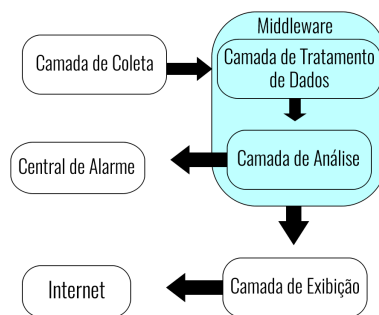 Middleware
Camada de Coleta
Camada de Tratamento
de Dados
Central de Alarme
Camada de Análise
Internet
Camada de Exibição